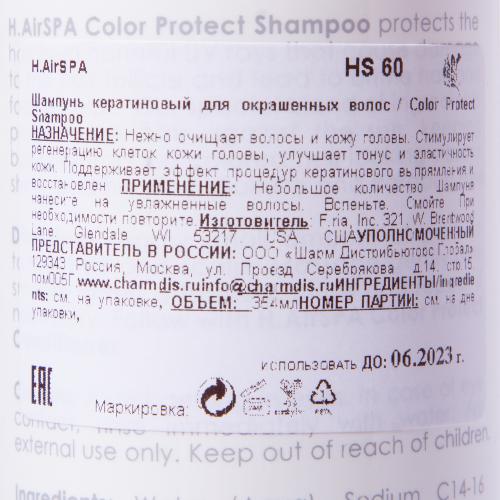 H.AirSPA Color Protect Shampoo protects the
H.AirSPA HS 60
Шампунь кератиновый для окрашенных волос / Color Protect
Shampoo
НАЗНАЧЕНИЕ: Нежно очищает волосы и кожу головы. Стимулирует
регенерацию клеток кожи головы, улучшает тонус и эластичность
кожи. Поддерживает эффект процедур кератинового выпрямления и
восстановления ПРИМЕНЕНИЕ: Небольшое количество Шампуня
нанесите на увлажненные волосы. Вспеньте. Смойте При
необходимости повторите. Изготовитель: F.ria, Inc. 321, W. Brentwood
Lane, Glendale WI 53217, USA, США УПОЛНОМОЧЕННЫЙ
ПРЕДСТАВИТЕЛЬ В РОССИИ: ООО «Шарм Дистрибьюторс Глобал»
129343 Россия, Москва, ул. Проезд Серебрякова д.14, стр.15,
пом005Г,www.charmdis.ruinfo@charmdis.ruИНГРЕДИЕНТЫ/Ingredie
nts: см. на упаковке, ОБЪЕМ: 354млНОМЕР ПАРТИИ: см. на дне
упаковки,
использовать ДО: 06.2023 г.
EAC
Маркировка:
external use only. Keep out of reach of children.
Sodium C14-16